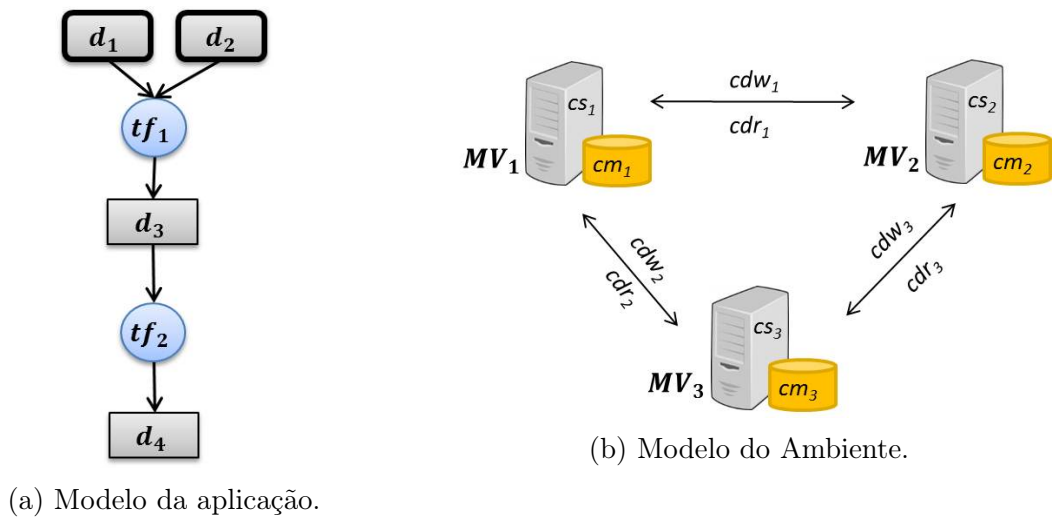 d₁ d₂
tf₁
d₃
tf₂
d₄
(a) Modelo da aplicação.
cs₁ cdw₁ cs₂
cdr₁
MV₁ cm₁ MV₂ cm₂
cdw₂ cdw₃
cdr₂ cdr₃
cs₃
MV₃ cm₃
(b) Modelo do Ambiente.